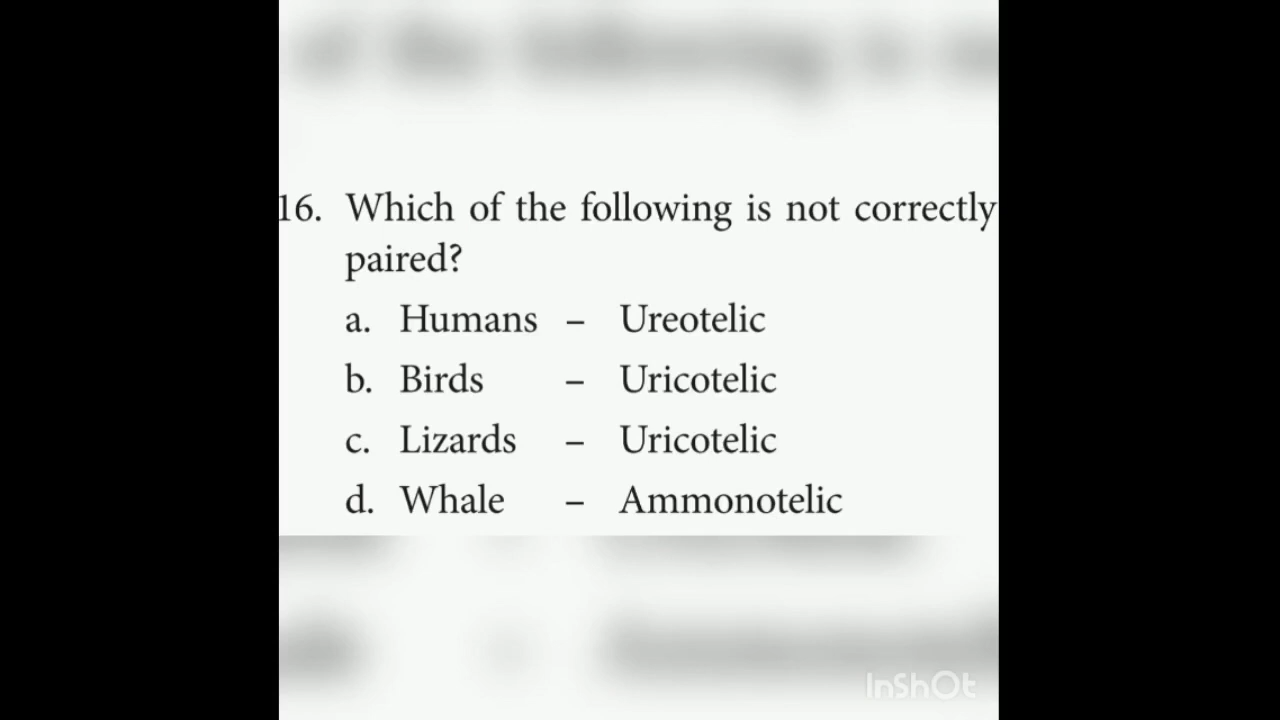 16. Which of the following is not correctly
paired?
a. Humans – Ureotelic
b. Birds – Uricotelic
c. Lizards – Uricotelic
d. Whale – Ammonotelic
InShOt